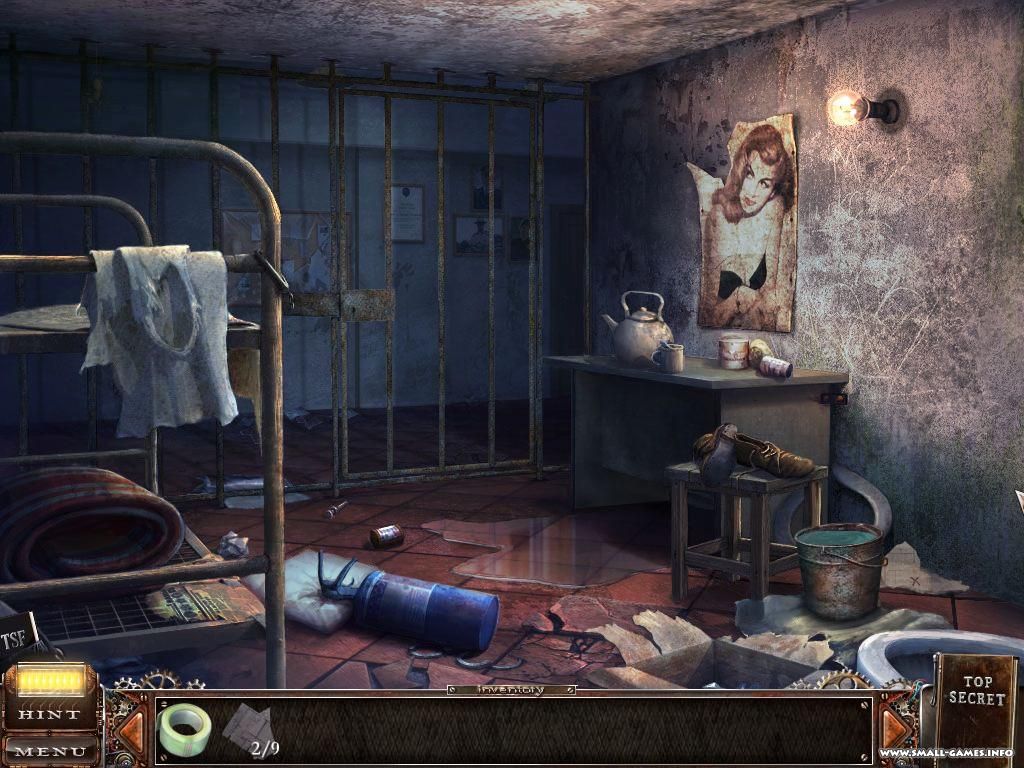 TSF
HINT
MENU
Inventory
2/9
TOP
SECRET
WWW.SMALL-GAMES.INFO
X